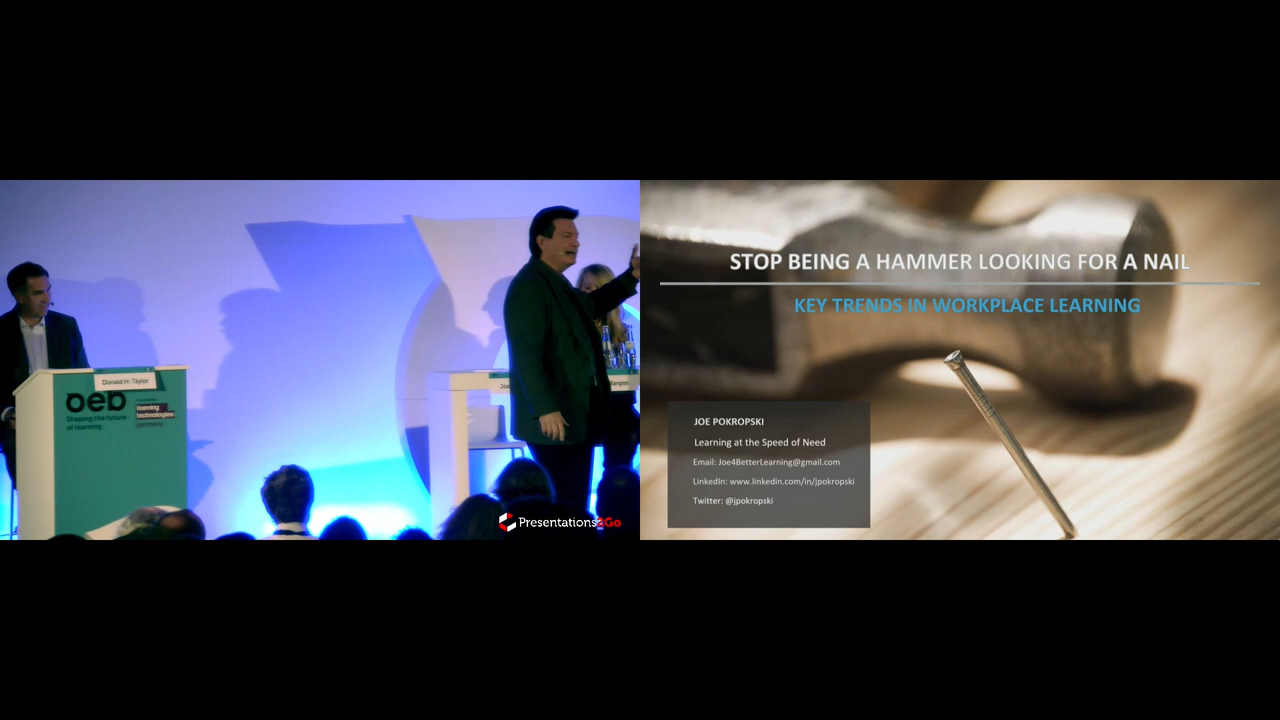 Donald H. Taylor
oeb
Shaping the future
of learning
learning
technologies
germany
Joe
Presentations2Go
STOP BEING A HAMMER LOOKING FOR A NAIL
KEY TRENDS IN WORKPLACE LEARNING
JOE POKROPSKI
Learning at the Speed of Need
Email: Joe4BetterLearning@gmail.com
LinkedIn: www.linkedin.com/in/jpokropski
Twitter: @jpokropski